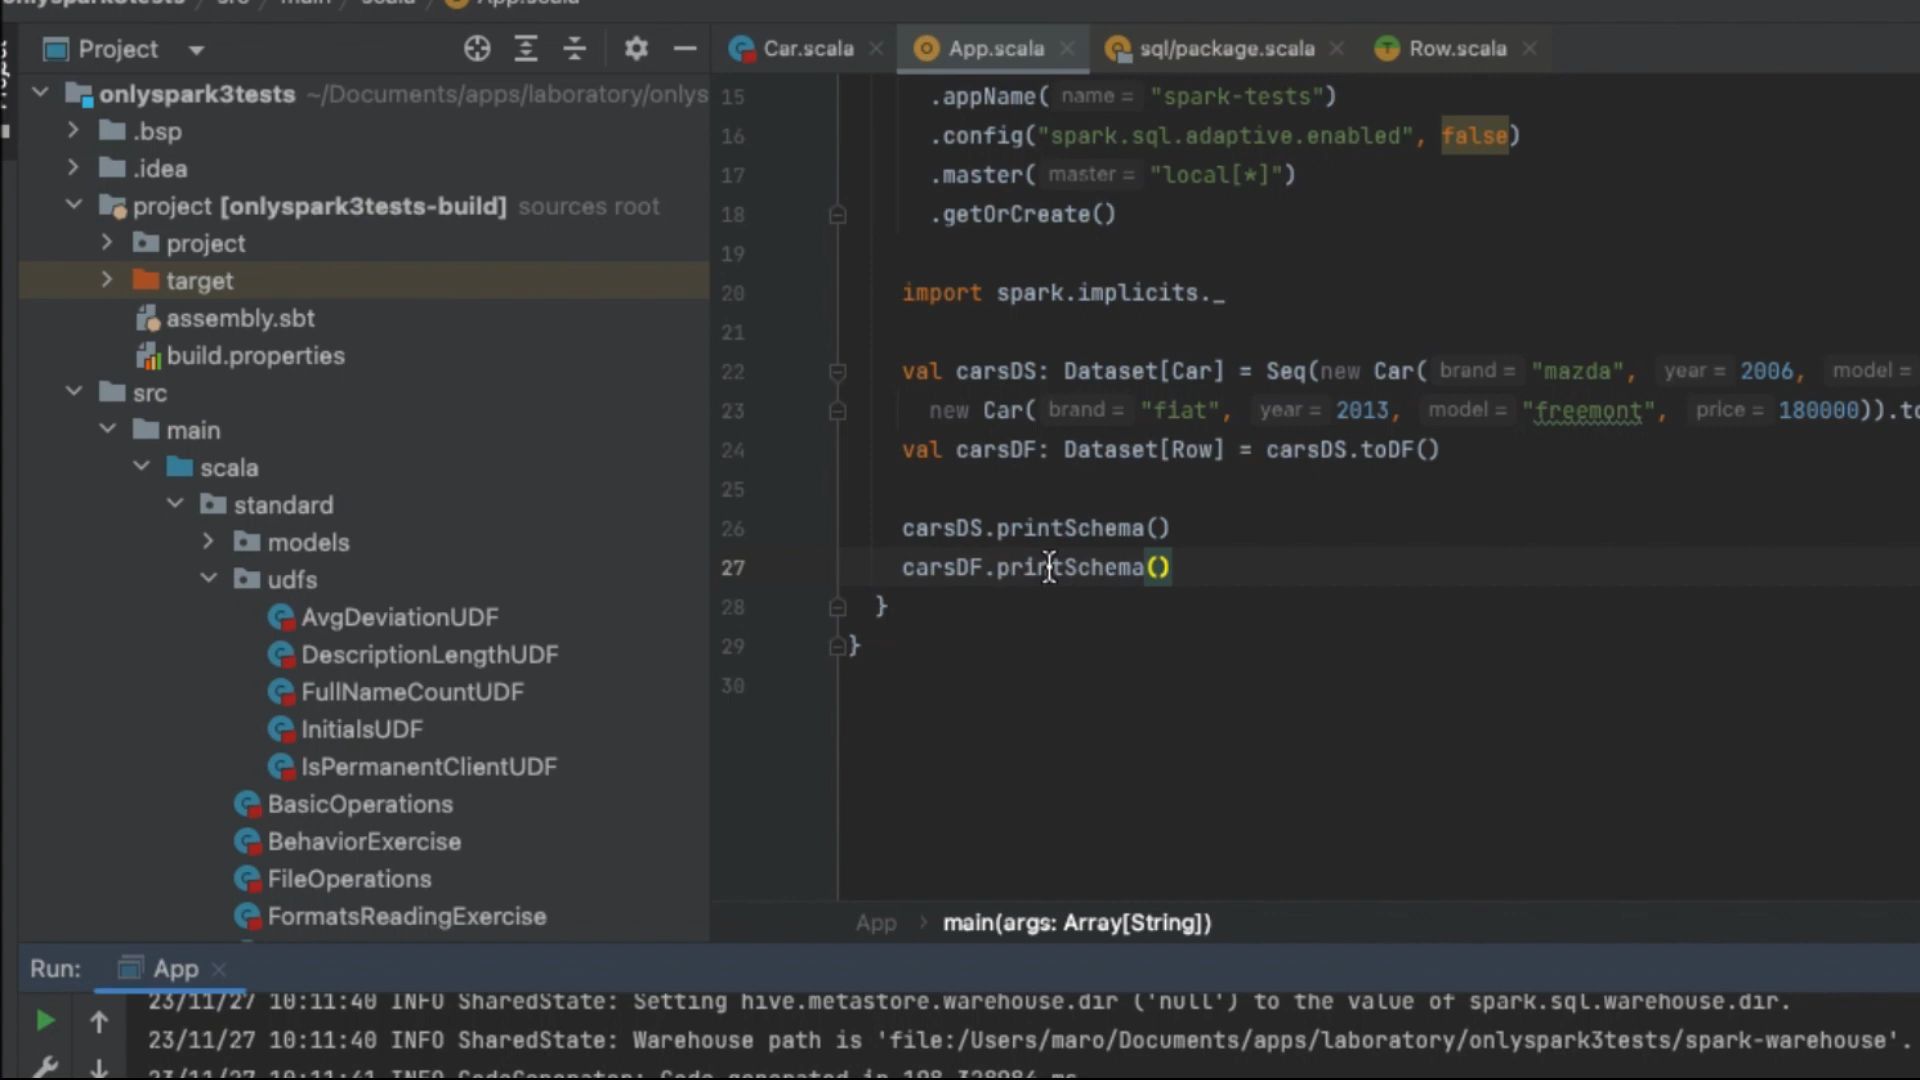 Project
Car.scala
App.scala
sql/package.scala
Row.scala
onlyspark3tests ~/Documents/apps/laboratory/onlys
.bsp
.idea
project [onlyspark3tests-build] sources root
project
target
assembly.sbt
build.properties
src
main
scala
standard
models
udfs
AvgDeviationUDF
DescriptionLengthUDF
FullNameCountUDF
InitialsUDF
IsPermanentClientUDF
BasicOperations
BehaviorExercise
FileOperations
FormatsReadingExercise
15 .appName( name = "spark-tests")
16 .config("spark.sql.adaptive.enabled", false)
17 .master( master = "local[*]")
18 .getOrCreate()
19
20 import spark.implicits._
21
22 val carsDS: Dataset[Car] = Seq(new Car( brand = "mazda", year = 2006, model =
23 new Car( brand = "fiat", year = 2013, model = "freemont", price = 180000)).to
24 val carsDF: Dataset[Row] = carsDS.toDF()
25
26 carsDS.printSchema()
27 carsDF.printSchema()
28 }
29 }
30
App > main(args: Array[String])
Run: App
23/11/27 10:11:40 INFO SharedState: Setting hive.metastore.warehouse.dir ('null') to the value of spark.sql.warehouse.dir.
23/11/27 10:11:40 INFO SharedState: Warehouse path is 'file:/Users/maro/Documents/apps/laboratory/onlyspark3tests/spark-warehouse'.